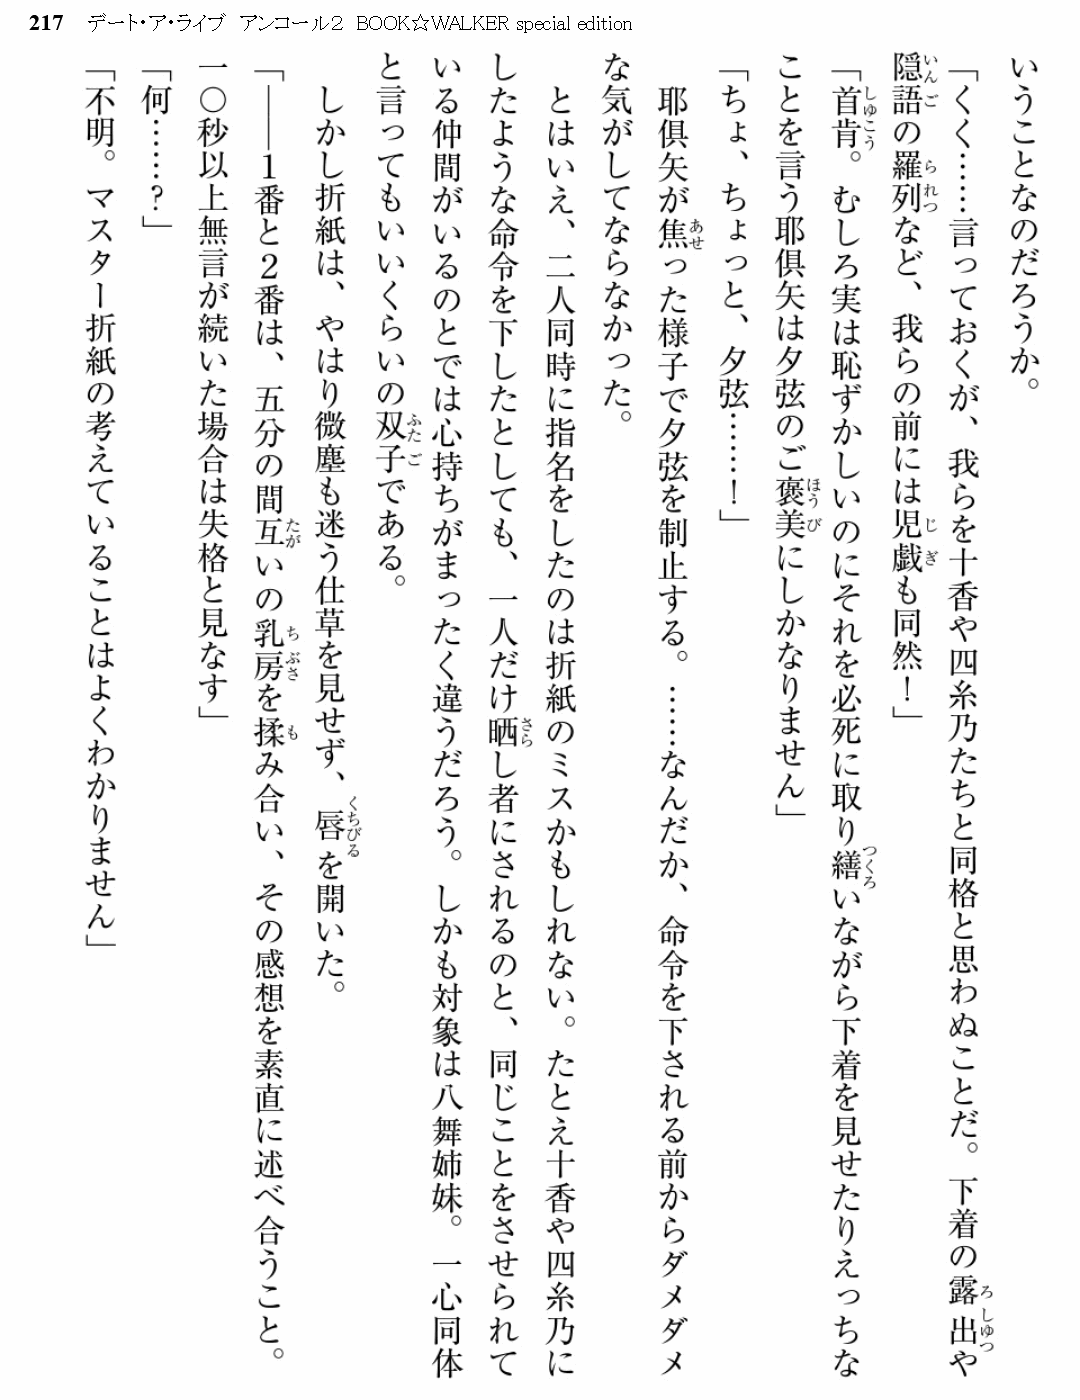 217 デート・ア・ライブ アンコール2 BOOK☆WALKER special edition
いうことなのだろうか。
「くく……言っておくが、我らを十香や四糸乃たちと同格と思わぬことだ。下着の露出や
隠語の羅列など、我らの前には児戯も同然！」
「首肯。むしろ実は恥ずかしいのにそれを必死に取り繕いながら下着を見せたりえっちな
ことを言う耶倶矢は夕弦のご褒美にしかなりません」
「ちょ、ちょっと、夕弦……！」
耶倶矢が焦った様子で夕弦を制止する。……なんだか、命令を下される前からダメダメ
な気がしてならなかった。
とはいえ、二人同時に指名をしたのは折紙のミスかもしれない。たとえ十香や四糸乃に
したような命令を下したとしても、一人だけ晒し者にされるのと、同じことをさせられて
いる仲間がいるのとでは心持ちがまったく違うだろう。しかも対象は八舞姉妹。一心同体
と言ってもいいくらいの双子である。
しかし折紙は、やはり微塵も迷う仕草を見せず、唇を開いた。
「――1番と2番は、五分の間互いの乳房を揉み合い、その感想を素直に述べ合うこと。
一〇秒以上無言が続いた場合は失格と見なす」
「何……？」
「不明。マスター折紙の考えていることはよくわかりません」